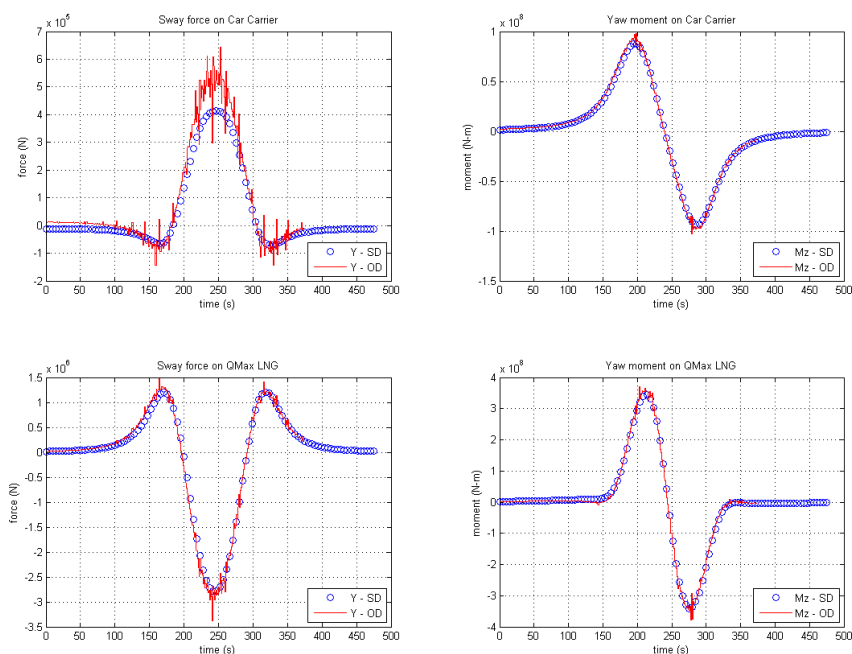 Sway force on Car Carrier
x 10^5
7
6
5
4
3
2
1
0
-1
-2
force (N)
0 50 100 150 200 250 300 350 400 450 500
time (s)
Y - SD
Y - OD
Yaw moment on Car Carrier
x 10^8
1
0.5
0
-0.5
-1
-1.5
moment (N-m)
0 50 100 150 200 250 300 350 400 450 500
time (s)
Mz - SD
Mz - OD
Sway force on QMax LNG
x 10^6
1.5
1
0.5
0
-0.5
-1
-1.5
-2
-2.5
-3
-3.5
force (N)
0 50 100 150 200 250 300 350 400 450 500
time (s)
Y - SD
Y - OD
Yaw moment on QMax LNG
x 10^8
4
3
2
1
0
-1
-2
-3
-4
moment (N-m)
0 50 100 150 200 250 300 350 400 450 500
time (s)
Mz - SD
Mz - OD